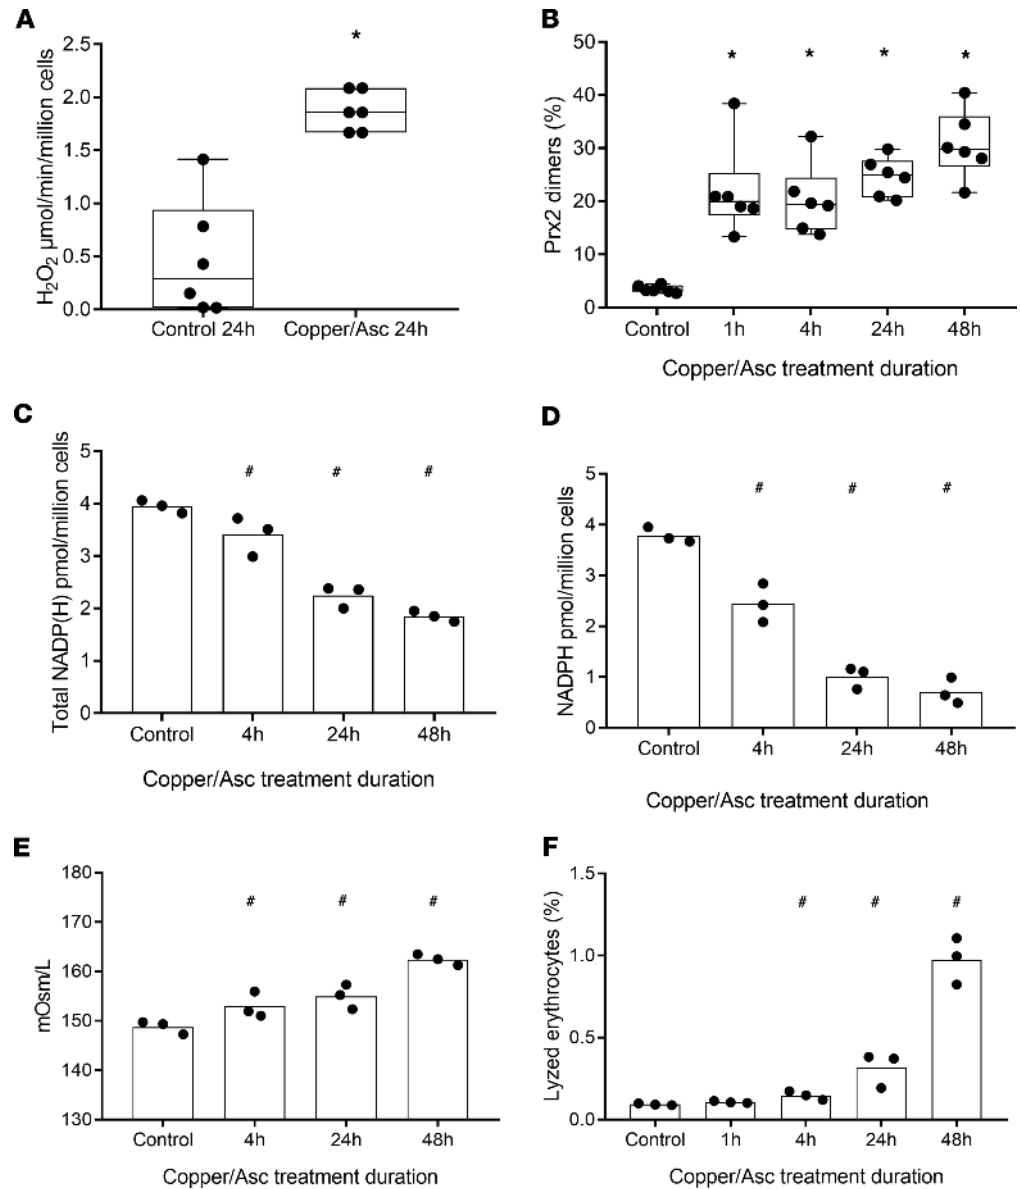 A
H2O2 µmol/min/million cells
2.5
2.0
1.5
1.0
0.5
0.0
*
Control 24h
Copper/Asc 24h
B
Prx2 dimers (%)
50
40
30
20
10
0
* * * *
Control 1h 4h 24h 48h
Copper/Asc treatment duration
C
Total NADP(H) pmol/million cells
5
4
3
2
1
0
# # #
Control 4h 24h 48h
Copper/Asc treatment duration
D
NADPH pmol/million cells
5
4
3
2
1
0
# # #
Control 4h 24h 48h
Copper/Asc treatment duration
E
mOsm/L
180
170
160
150
140
130
# # #
Control 4h 24h 48h
Copper/Asc treatment duration
F
Lyzed erythrocytes (%)
1.5
1.0
0.5
0.0
# # #
Control 1h 4h 24h 48h
Copper/Asc treatment duration